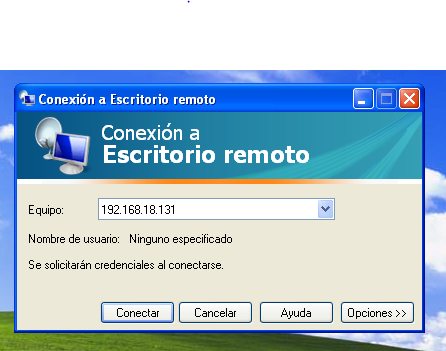 Conexión a Escritorio remoto
Conexión a
Escritorio remoto
Equipo: 192.168.18.131
Nombre de usuario: Ninguno especificado
Se solicitarán credenciales al conectarse.
Conectar Cancelar Ayuda Opciones >>